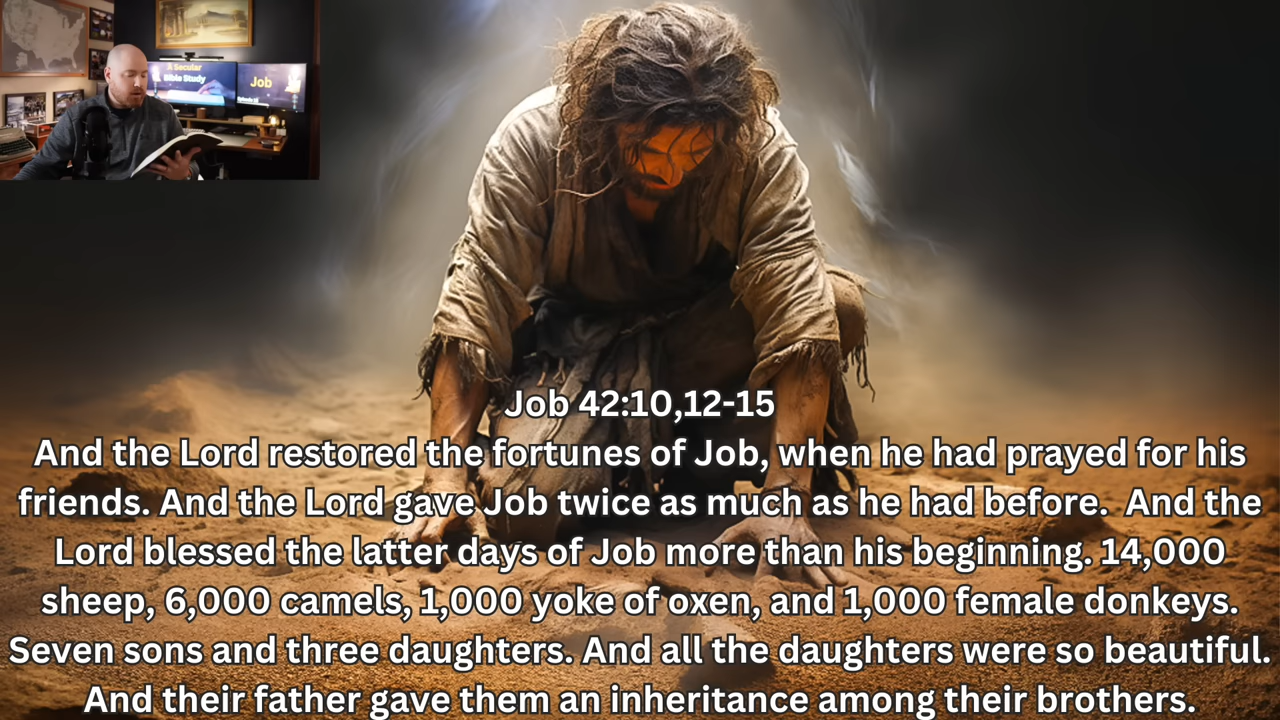 A Secular
Bible Study
Job
Job 42:10,12-15
And the Lord restored the fortunes of Job, when he had prayed for his
friends. And the Lord gave Job twice as much as he had before.  And the
Lord blessed the latter days of Job more than his beginning. 14,000
sheep, 6,000 camels, 1,000 yoke of oxen, and 1,000 female donkeys.
Seven sons and three daughters. And all the daughters were so beautiful.
And their father gave them an inheritance among their brothers.